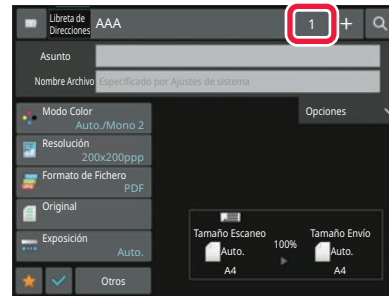 Libreta de
Direcciones
AAA
1
+
Asunto
Nombre Archivo
Especificado por Ajustes de sistema
Modo Color
Auto./Mono 2
Opciones
Resolución
200x200ppp
Formato de Fichero
PDF
Original
Exposición
Auto.
Tamaño Escaneo
100%
Tamaño Envío
Auto.
Auto.
A4
A4
Otros